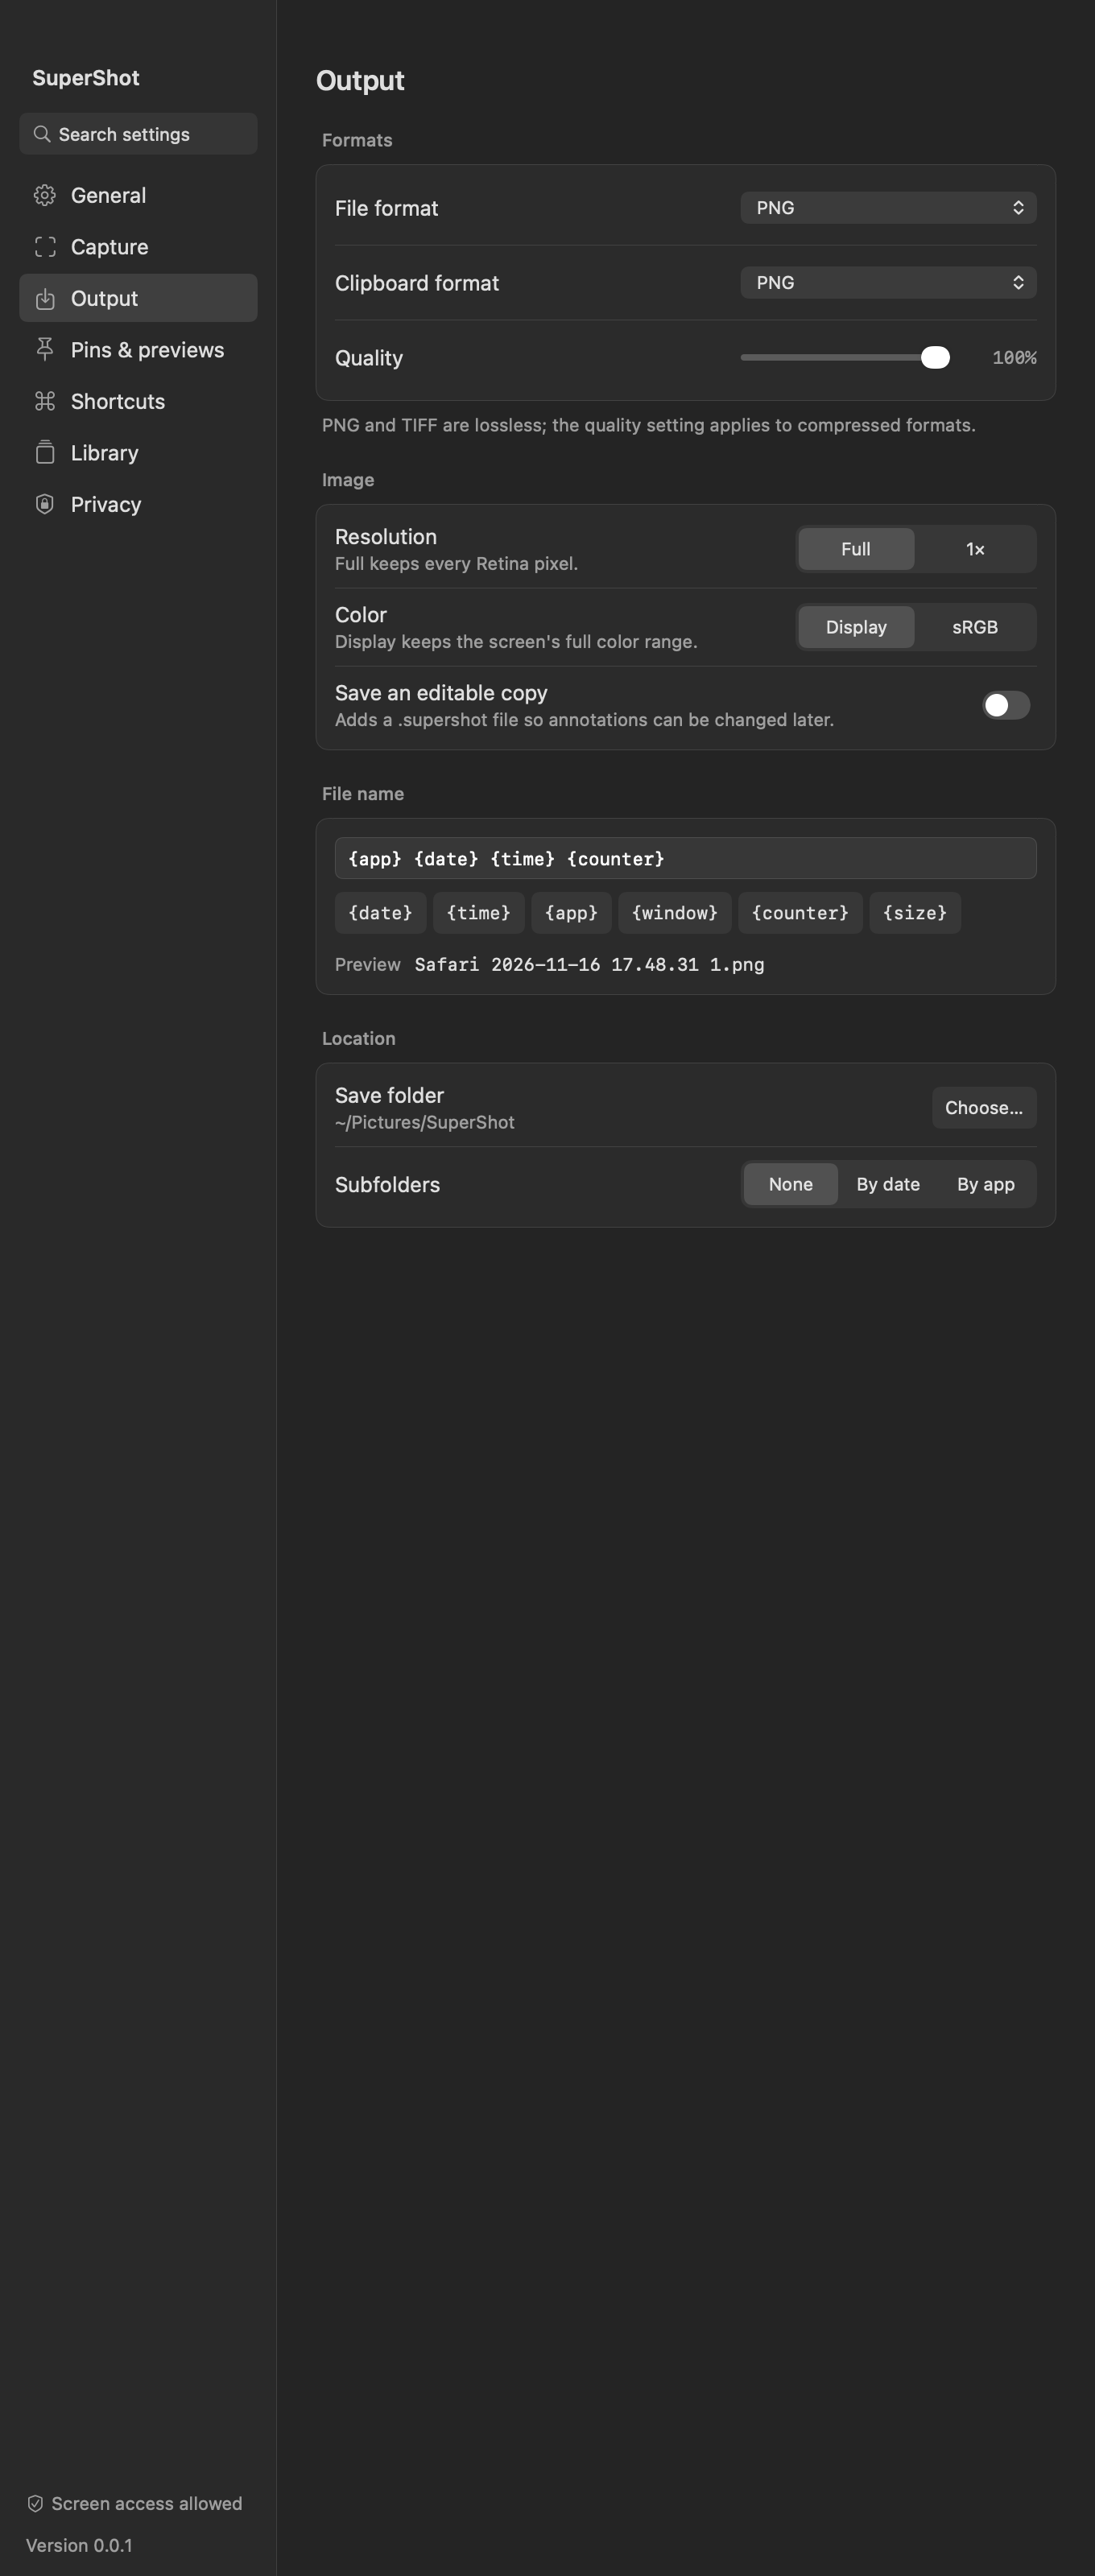 SuperShot
Search settings
General
Capture
Output
Pins & previews
Shortcuts
Library
Privacy
Screen access allowed
Version 0.0.1
Output
Formats
File format PNG
Clipboard format PNG
Quality 100%
PNG and TIFF are lossless; the quality setting applies to compressed formats.
Image
Resolution
Full keeps every Retina pixel.
Full 1×
Color
Display keeps the screen's full color range.
Display sRGB
Save an editable copy
Adds a .supershot file so annotations can be changed later.
File name
{app} {date} {time} {counter}
{date} {time} {app} {window} {counter} {size}
Preview Safari 2026-11-16 17.48.31 1.png
Location
Save folder
~/Pictures/SuperShot
Choose...
Subfolders None By date By app